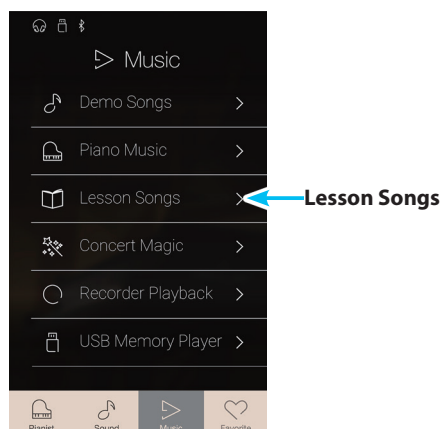 Music
Demo Songs
Piano Music
Lesson Songs
Lesson Songs
Concert Magic
Recorder Playback
USB Memory Player
Pianist Sound Music Favorite